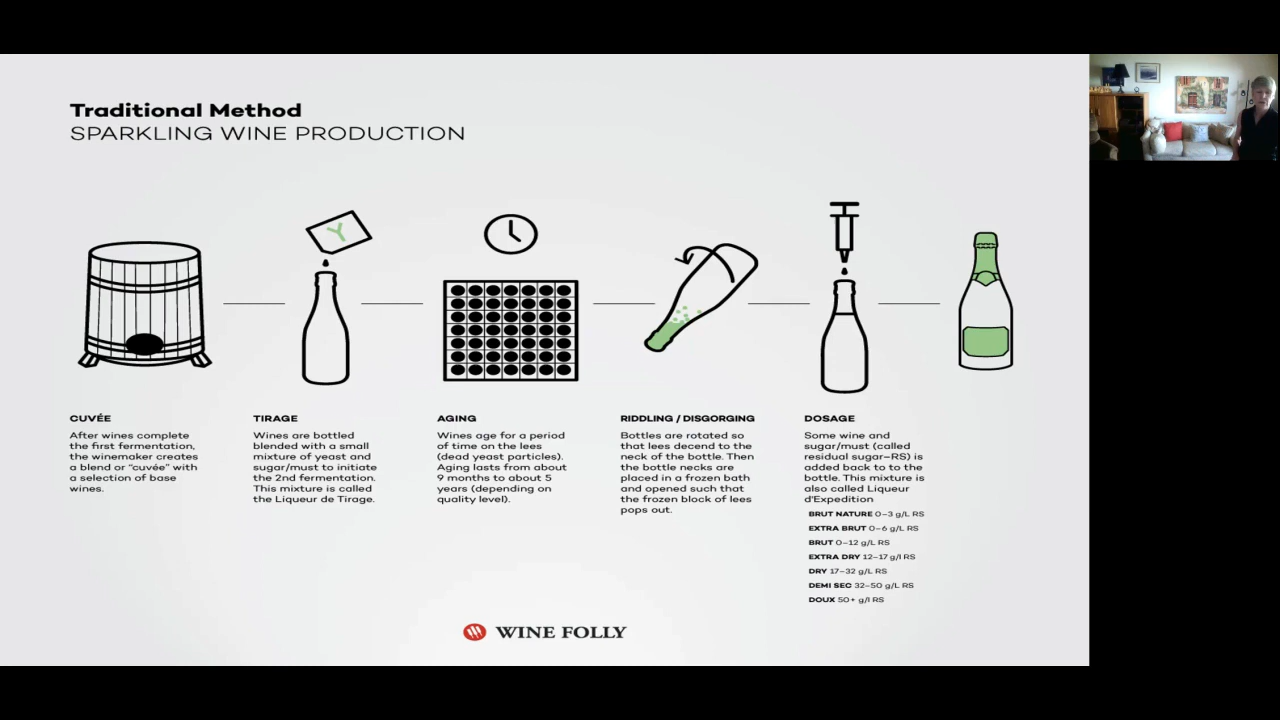 Traditional Method
SPARKLING WINE PRODUCTION
Y
CUVÉE
After wines complete
the first fermentation,
the winemaker creates
a blend or “cuvée” with
a selection of base
wines.
TIRAGE
Wines are bottled
blended with a small
mixture of yeast and
sugar/must to initiate
the 2nd fermentation.
This mixture is called
the Liqueur de Tirage.
AGING
Wines age for a period
of time on the lees
(dead yeast particles).
Aging lasts from about
9 months to about 5
years (depending on
quality level).
RIDDLING / DISGORGING
Bottles are rotated so
that lees decend to the
neck of the bottle. Then
the bottle necks are
placed in a frozen bath
and opened such that
the frozen block of lees
pops out.
DOSAGE
Some wine and
sugar/must (called
residual sugar–RS) is
added back to to the
bottle. This mixture is
also called Liqueur
d'Expedition
BRUT NATURE 0–3 g/L RS
EXTRA BRUT 0–6 g/L RS
BRUT 0–12 g/L RS
EXTRA DRY 12–17 g/l RS
DRY 17–32 g/L RS
DEMI SEC 32–50 g/L RS
DOUX 50+ g/l RS
WINE FOLLY